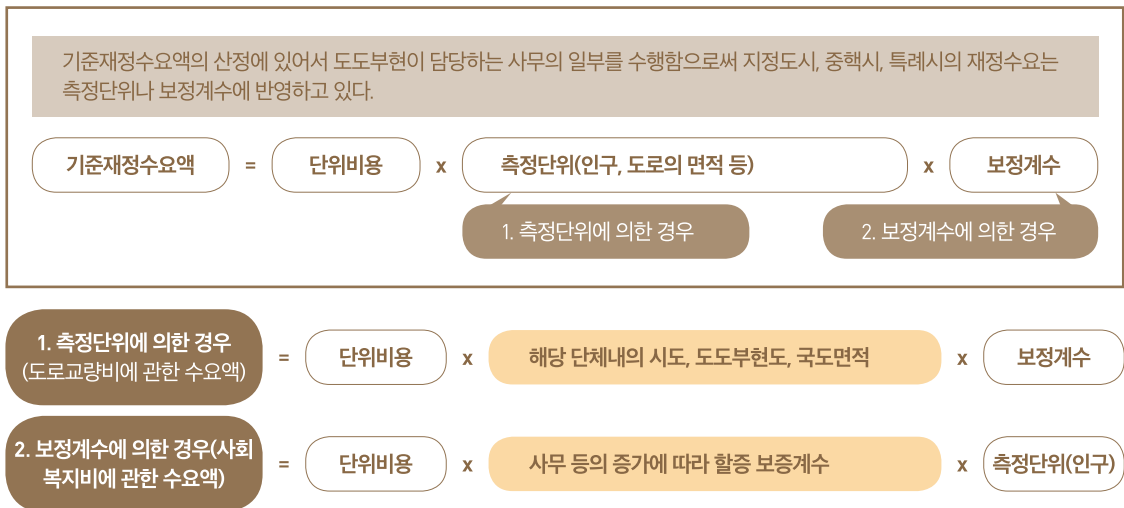 기준재정수요액의 산정에 있어서 도도부현이 담당하는 사무의 일부를 수행함으로써 지정도시, 중핵시, 특례시의 재정수요는
측정단위나 보정계수에 반영하고 있다.
기준재정수요액 = 단위비용 x 측정단위(인구, 도로의 면적 등) x 보정계수
1. 측정단위에 의한 경우 2. 보정계수에 의한 경우
1. 측정단위에 의한 경우
(도로교량비에 관한 수요액) = 단위비용 x 해당 단체내의 시도, 도도부현도, 국도면적 x 보정계수
2. 보정계수에 의한 경우(사회
복지비에 관한 수요액) = 단위비용 x 사무 등의 증가에 따라 할증 보증계수 x 측정단위(인구)